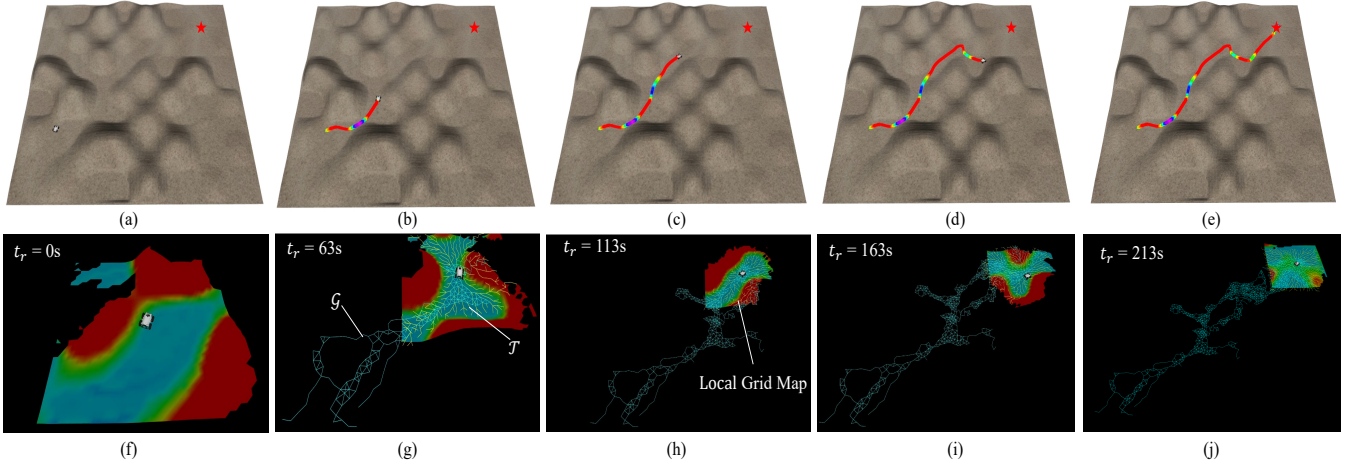 (a) (b) (c) (d) (e)
t_r = 0s t_r = 63s t_r = 113s t_r = 163s t_r = 213s
𝒢
𝒯
Local Grid Map
(f) (g) (h) (i) (j)